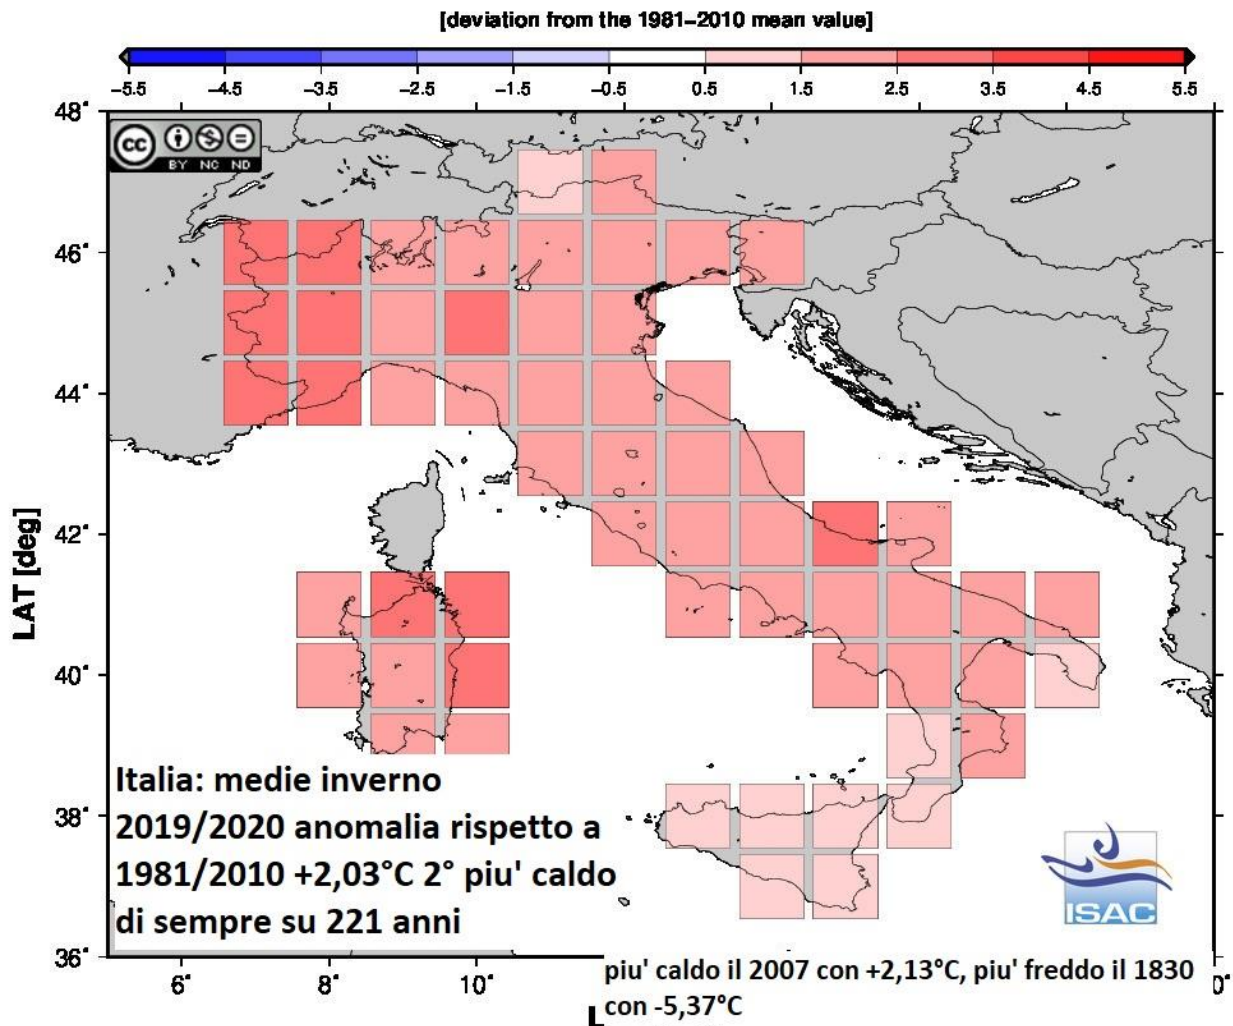 [deviation from the 1981–2010 mean value]
−5.5 −4.5 −3.5 −2.5 −1.5 −0.5 0.5 1.5 2.5 3.5 4.5 5.5
48°
cc
BY NC ND
46°
44°
42°
LAT [deg]
40°
38°
36°
Italia: medie inverno
2019/2020 anomalia rispetto a
1981/2010 +2,03°C 2° piu' caldo
di sempre su 221 anni
ISAC
6° 8° 10°
piu' caldo il 2007 con +2,13°C, piu' freddo il 1830
con -5,37°C